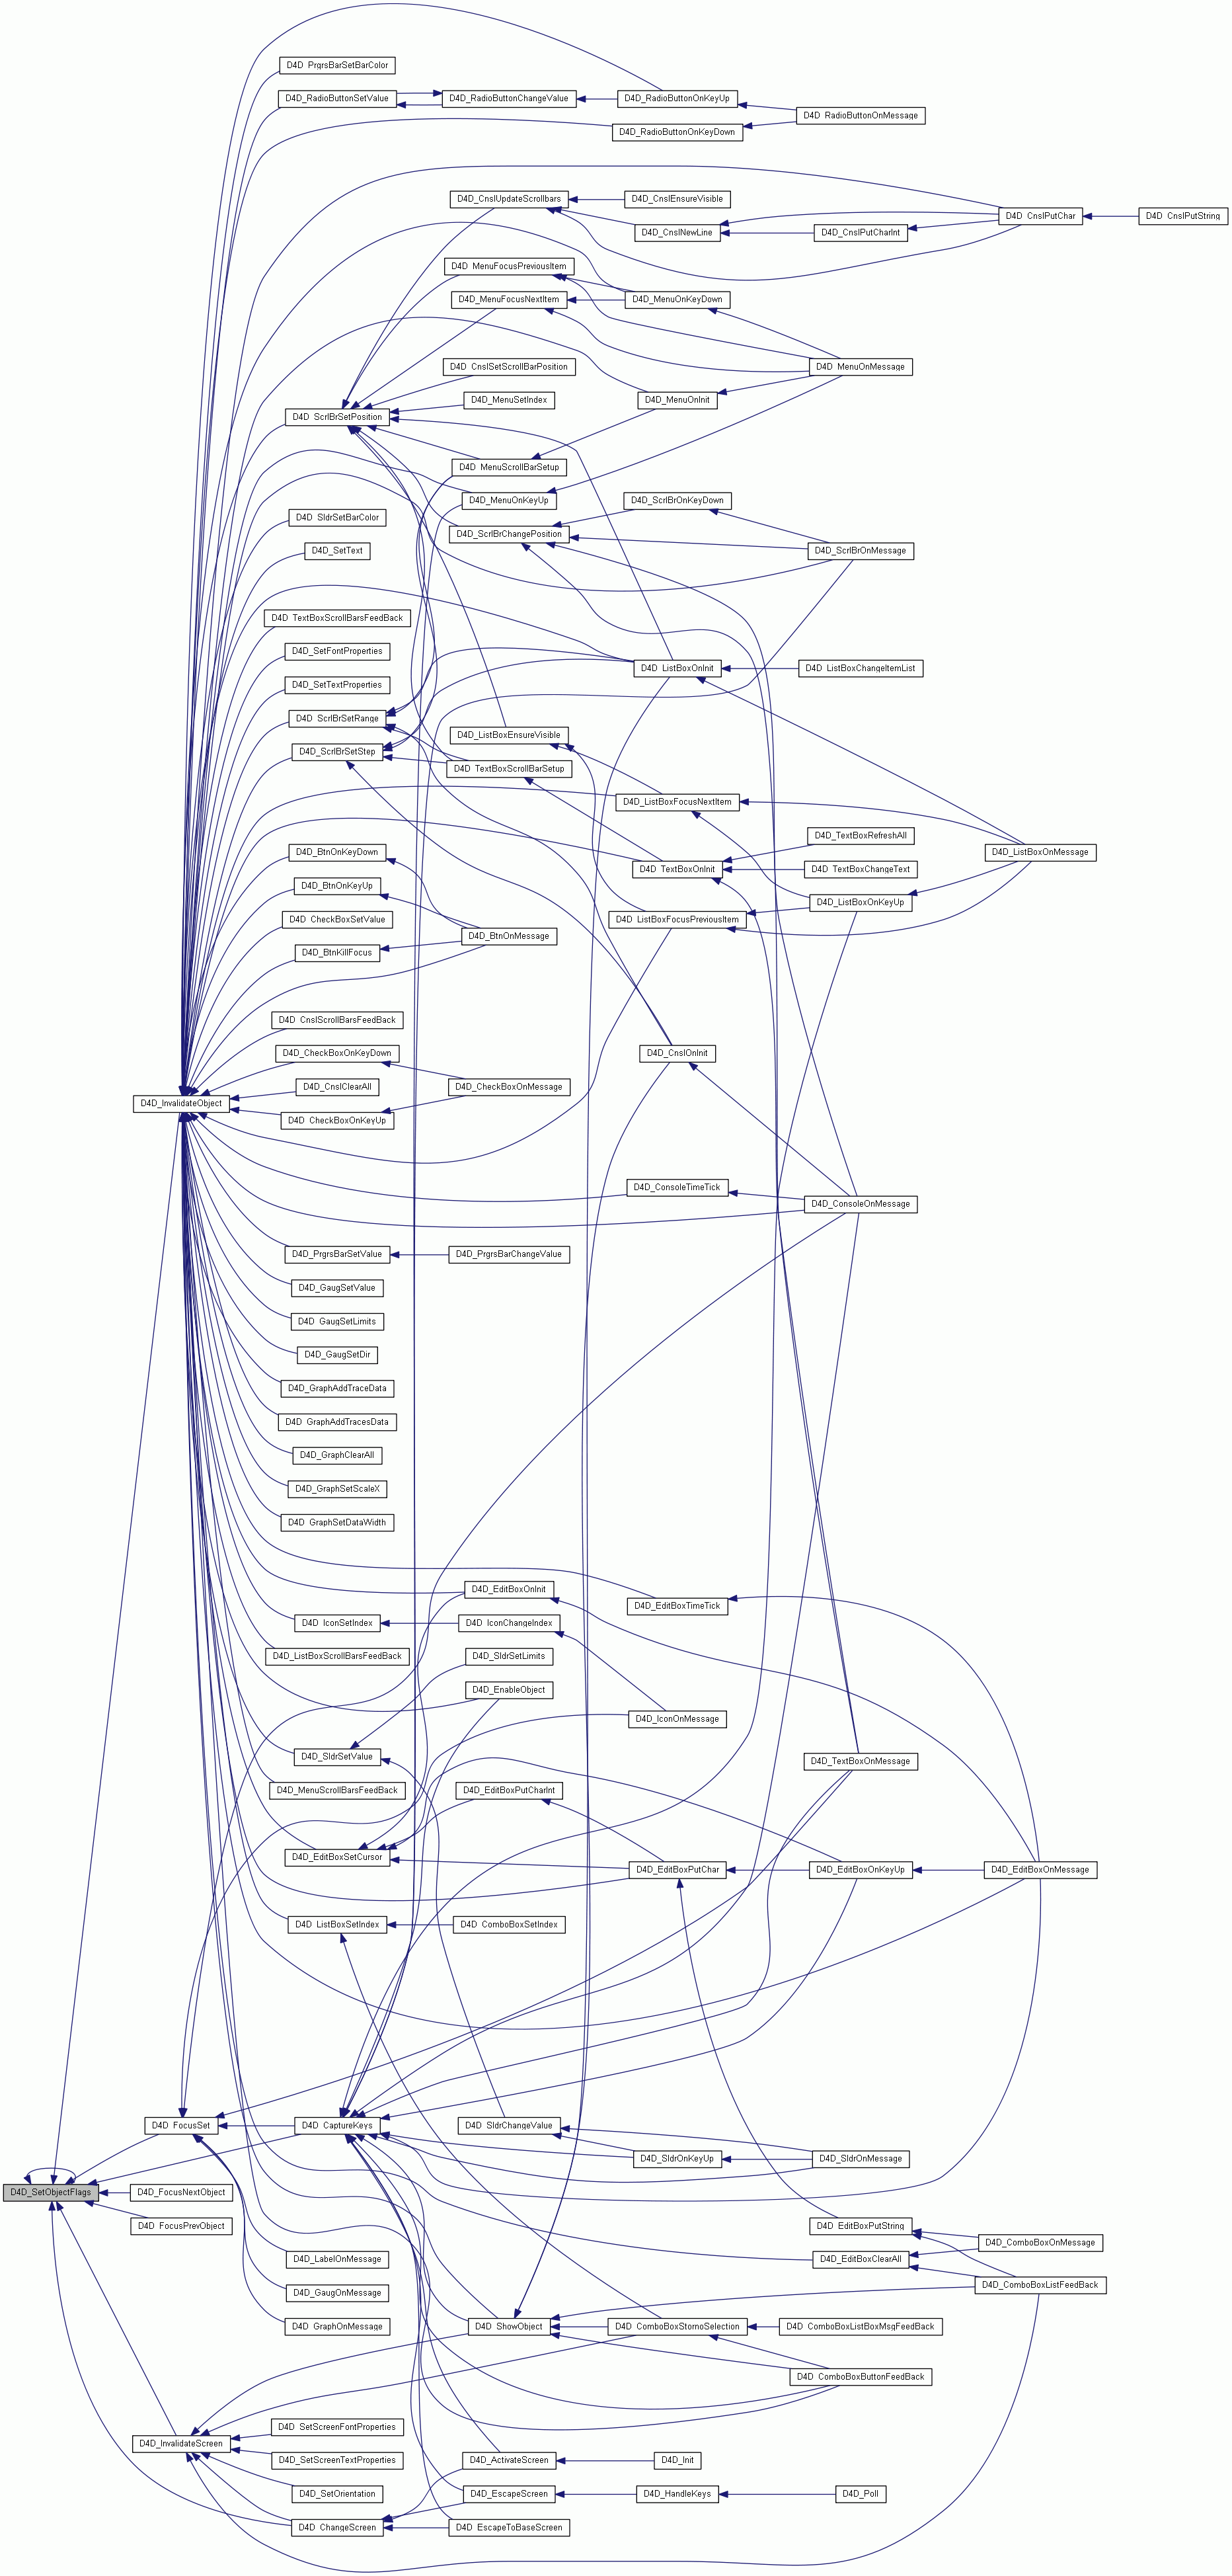 D4D_PrgrsBarSetBarColor
D4D_RadioButtonSetValue
D4D_RadioButtonChangeValue
D4D_RadioButtonOnKeyUp
D4D_RadioButtonOnMessage
D4D_RadioButtonOnKeyDown
D4D_CnslUpdateScrollbars
D4D_CnslEnsureVisible
D4D_CnslPutChar
D4D_CnslPutString
D4D_CnslNewLine
D4D_CnslPutCharInt
D4D_MenuFocusPreviousItem
D4D_MenuFocusNextItem
D4D_MenuOnKeyDown
D4D_CnslSetScrollBarPosition
D4D_MenuOnMessage
D4D_MenuSetIndex
D4D_MenuOnInit
D4D_ScrlBrSetPosition
D4D_MenuScrollBarSetup
D4D_MenuOnKeyUp
D4D_ScrlBrOnKeyDown
D4D_SldrSetBarColor
D4D_ScrlBrChangePosition
D4D_SetText
D4D_ScrlBrOnMessage
D4D_TextBoxScrollBarsFeedBack
D4D_SetFontProperties
D4D_ListBoxOnInit
D4D_ListBoxChangeItemList
D4D_SetTextProperties
D4D_ScrlBrSetRange
D4D_ListBoxEnsureVisible
D4D_ScrlBrSetStep
D4D_TextBoxScrollBarSetup
D4D_ListBoxFocusNextItem
D4D_TextBoxRefreshAll
D4D_BtnOnKeyDown
D4D_ListBoxOnMessage
D4D_TextBoxOnInit
D4D_TextBoxChangeText
D4D_BtnOnKeyUp
D4D_ListBoxOnKeyUp
D4D_CheckBoxSetValue
D4D_ListBoxFocusPreviousItem
D4D_BtnOnMessage
D4D_BtnKillFocus
D4D_CnslScrollBarsFeedBack
D4D_CheckBoxOnKeyDown
D4D_CnslOnInit
D4D_CnslClearAll
D4D_CheckBoxOnMessage
D4D_InvalidateObject
D4D_CheckBoxOnKeyUp
D4D_ConsoleTimeTick
D4D_ConsoleOnMessage
D4D_PrgrsBarSetValue
D4D_PrgrsBarChangeValue
D4D_GaugSetValue
D4D_GaugSetLimits
D4D_GaugSetDir
D4D_GraphAddTraceData
D4D_GraphAddTracesData
D4D_GraphClearAll
D4D_GraphSetScaleX
D4D_GraphSetDataWidth
D4D_EditBoxOnInit
D4D_EditBoxTimeTick
D4D_IconSetIndex
D4D_IconChangeIndex
D4D_ListBoxScrollBarsFeedBack
D4D_SldrSetLimits
D4D_EnableObject
D4D_IconOnMessage
D4D_SldrSetValue
D4D_TextBoxOnMessage
D4D_MenuScrollBarsFeedBack
D4D_EditBoxPutCharInt
D4D_EditBoxSetCursor
D4D_EditBoxPutChar
D4D_EditBoxOnKeyUp
D4D_EditBoxOnMessage
D4D_ListBoxSetIndex
D4D_ComboBoxSetIndex
D4D_FocusSet
D4D_CaptureKeys
D4D_SldrChangeValue
D4D_SldrOnKeyUp
D4D_SldrOnMessage
D4D_SetObjectFlags
D4D_FocusNextObject
D4D_FocusPrevObject
D4D_EditBoxPutString
D4D_ComboBoxOnMessage
D4D_LabelOnMessage
D4D_EditBoxClearAll
D4D_ComboBoxListFeedBack
D4D_GaugOnMessage
D4D_GraphOnMessage
D4D_ShowObject
D4D_ComboBoxStornoSelection
D4D_ComboBoxListBoxMsgFeedBack
D4D_ComboBoxButtonFeedBack
D4D_SetScreenFontProperties
D4D_InvalidateScreen
D4D_SetScreenTextProperties
D4D_ActivateScreen
D4D_Init
D4D_SetOrientation
D4D_EscapeScreen
D4D_HandleKeys
D4D_Poll
D4D_ChangeScreen
D4D_EscapeToBaseScreen